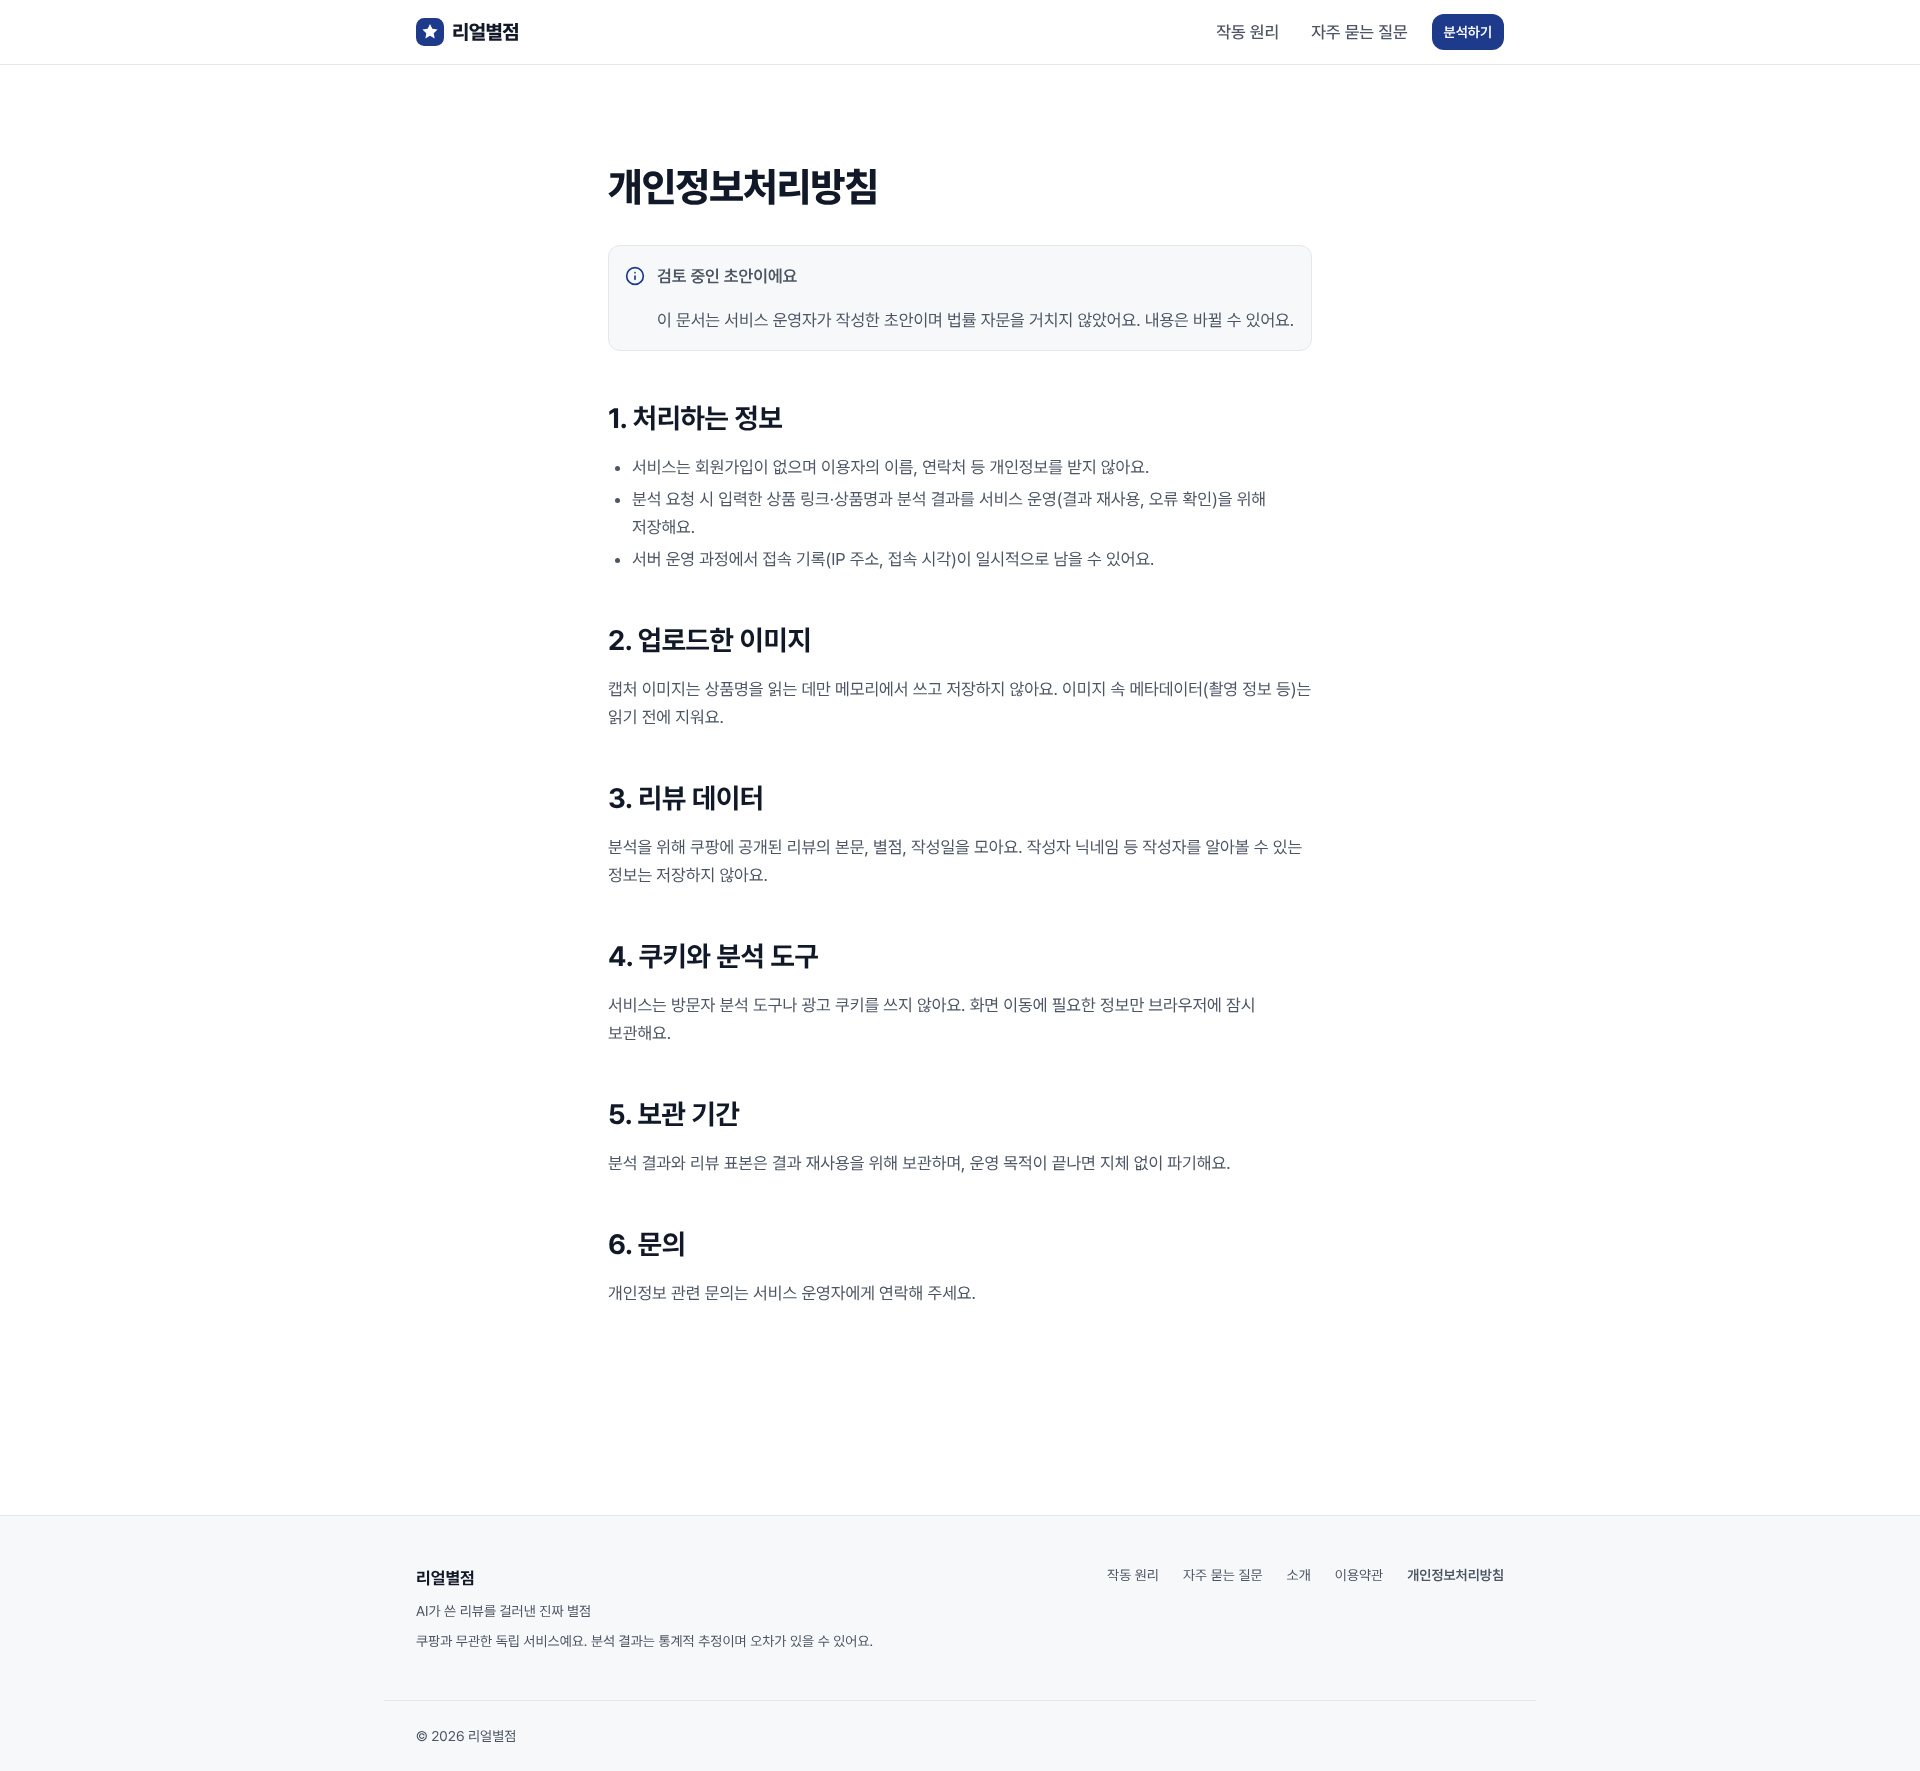 리얼별점
작동 원리
자주 묻는 질문
분석하기
개인정보처리방침
검토 중인 초안이에요
이 문서는 서비스 운영자가 작성한 초안이며 법률 자문을 거치지 않았어요. 내용은 바뀔 수 있어요.
1. 처리하는 정보
• 서비스는 회원가입이 없으며 이용자의 이름, 연락처 등 개인정보를 받지 않아요.
• 분석 요청 시 입력한 상품 링크·상품명과 분석 결과를 서비스 운영(결과 재사용, 오류 확인)을 위해
저장해요.
• 서버 운영 과정에서 접속 기록(IP 주소, 접속 시각)이 일시적으로 남을 수 있어요.
2. 업로드한 이미지
캡처 이미지는 상품명을 읽는 데만 메모리에서 쓰고 저장하지 않아요. 이미지 속 메타데이터(촬영 정보 등)는
읽기 전에 지워요.
3. 리뷰 데이터
분석을 위해 쿠팡에 공개된 리뷰의 본문, 별점, 작성일을 모아요. 작성자 닉네임 등 작성자를 알아볼 수 있는
정보는 저장하지 않아요.
4. 쿠키와 분석 도구
서비스는 방문자 분석 도구나 광고 쿠키를 쓰지 않아요. 화면 이동에 필요한 정보만 브라우저에 잠시
보관해요.
5. 보관 기간
분석 결과와 리뷰 표본은 결과 재사용을 위해 보관하며, 운영 목적이 끝나면 지체 없이 파기해요.
6. 문의
개인정보 관련 문의는 서비스 운영자에게 연락해 주세요.
리얼별점
AI가 쓴 리뷰를 걸러낸 진짜 별점
쿠팡과 무관한 독립 서비스예요. 분석 결과는 통계적 추정이며 오차가 있을 수 있어요.
작동 원리
자주 묻는 질문
소개
이용약관
개인정보처리방침
© 2026 리얼별점